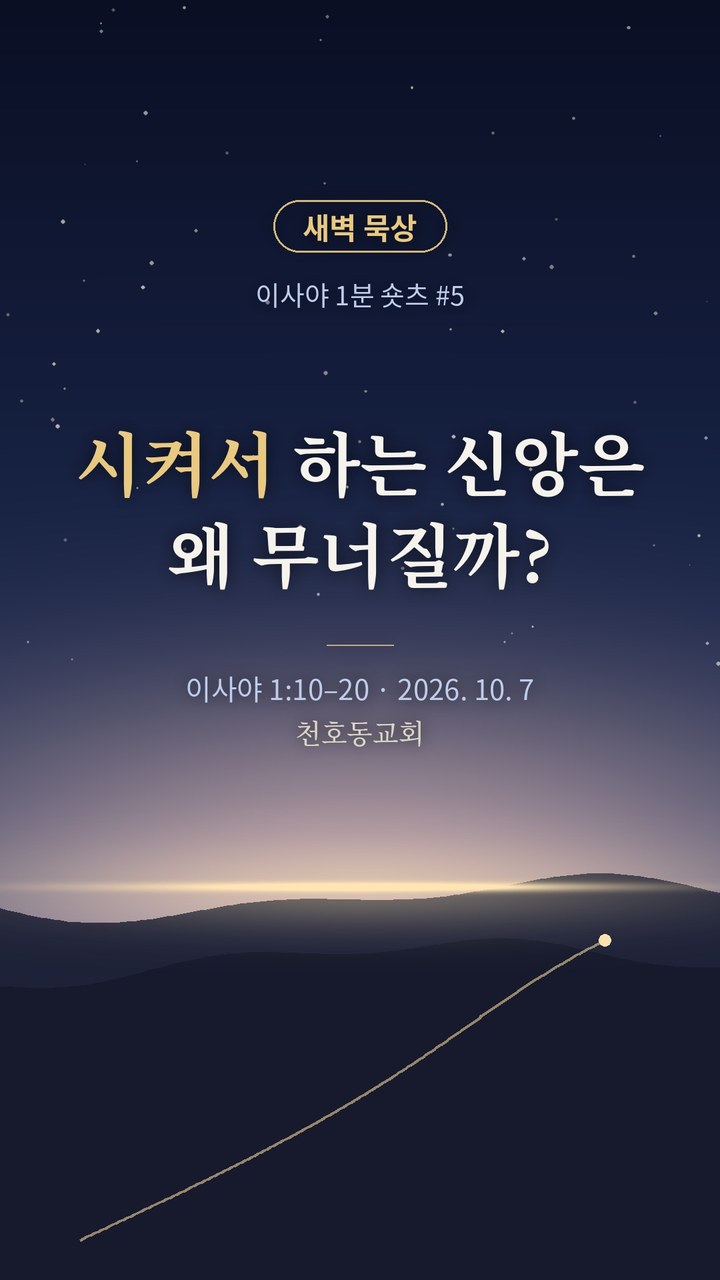 새벽 묵상
이사야 1분 숏츠 #5
시켜서 하는 신앙은
왜 무너질까?
이사야 1:10–20 · 2026. 10. 7
천호동교회